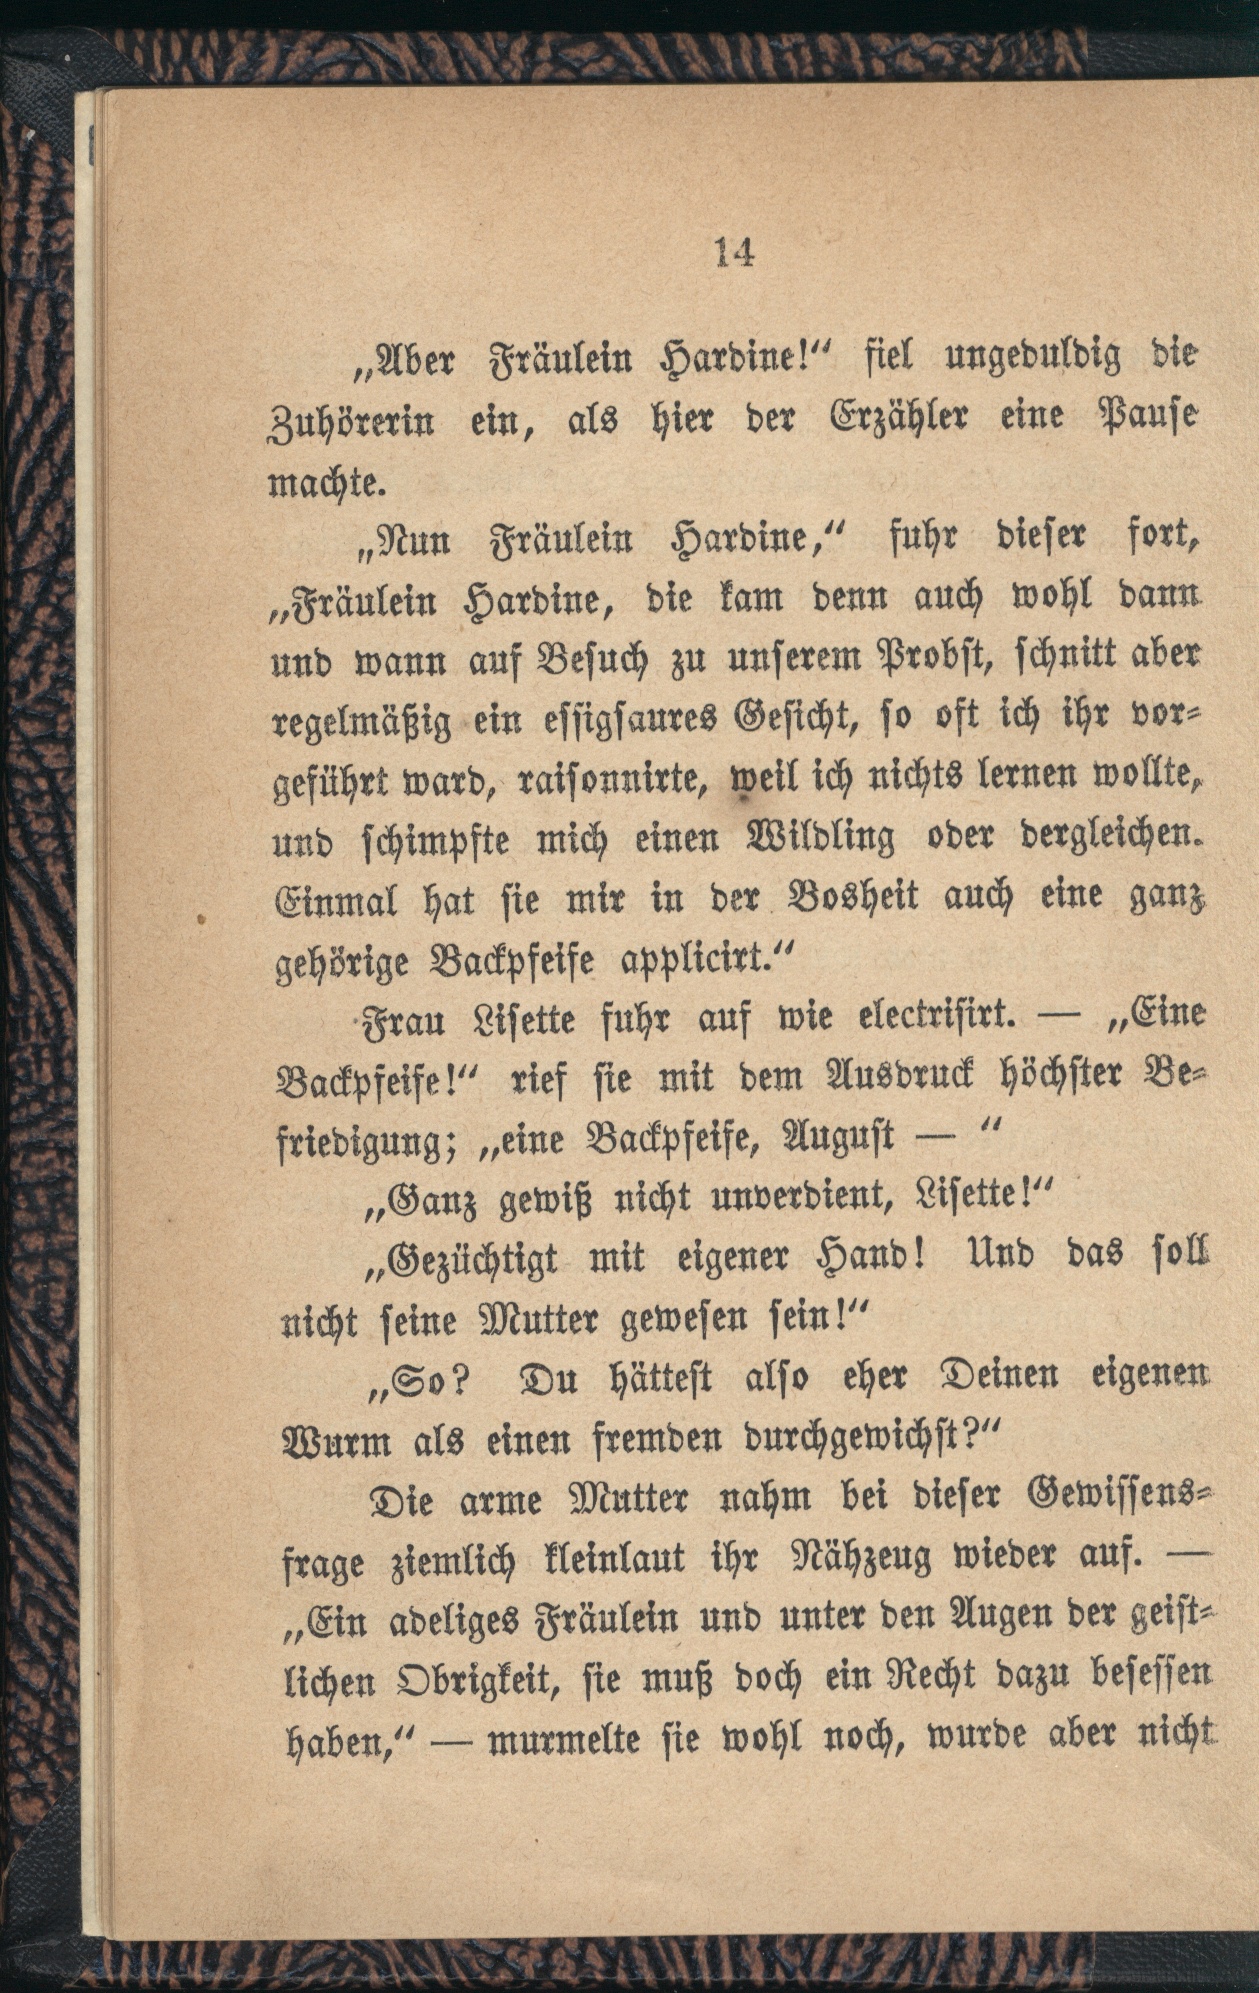 14
„Aber Fräulein Hardine!“ fiel ungeduldig die
Zuhörerin ein, als hier der Erzähler eine Pause
machte.
„Nun Fräulein Hardine,“ fuhr dieser fort,
„Fräulein Hardine, die kam denn auch wohl dann
und wann auf Besuch zu unserem Probst, schnitt aber
regelmäßig ein essigsaures Gesicht, so oft ich ihr vor-
geführt ward, raisonnirte, weil ich nichts lernen wollte,
und schimpfte mich einen Wildling oder dergleichen.
Einmal hat sie mir in der Bosheit auch eine ganz
gehörige Backpfeife applicirt.“
Frau Lisette fuhr auf wie electrisirt. — „Eine
Backpfeife!“ rief sie mit dem Ausdruck höchster Be-
friedigung; „eine Backpfeife, August — “
„Ganz gewiß nicht unverdient, Lisette!“
„Gezüchtigt mit eigener Hand! Und das soll
nicht seine Mutter gewesen sein!“
„So? Du hättest also eher Deinen eigenen
Wurm als einen fremden durchgewichst?“
Die arme Mutter nahm bei dieser Gewissens-
frage ziemlich kleinlaut ihr Nähzeug wieder auf. —
„Ein adeliges Fräulein und unter den Augen der geist-
lichen Obrigkeit, sie muß doch ein Recht dazu besessen
haben,“ — murmelte sie wohl noch, wurde aber nicht